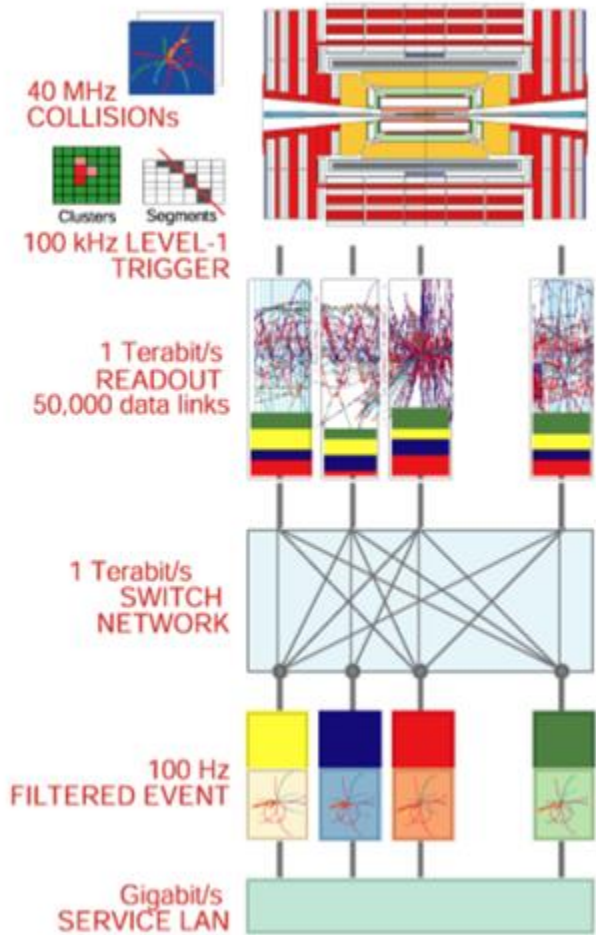 40 MHz
COLLISIONs
Clusters Segments
100 kHz LEVEL-1
TRIGGER
1 Terabit/s
READOUT
50,000 data links
1 Terabit/s
SWITCH
NETWORK
100 Hz
FILTERED EVENT
Gigabit/s
SERVICE LAN